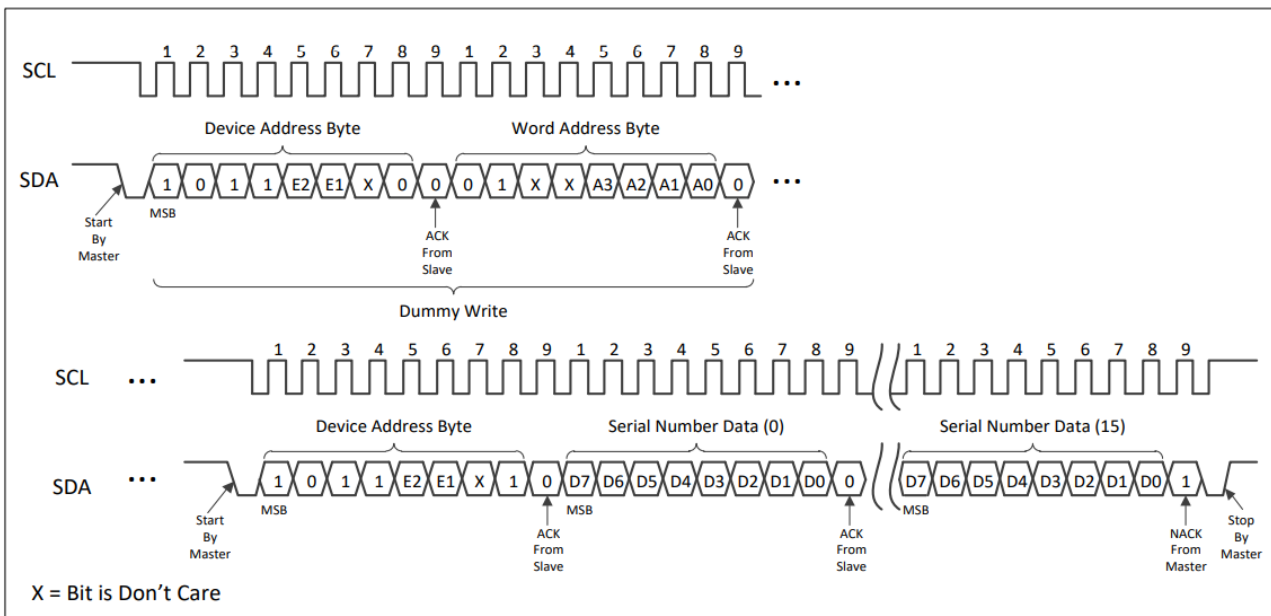 1 2 3 4 5 6 7 8 9 1 2 3 4 5 6 7 8 9
SCL ...
Device Address Byte Word Address Byte
SDA 1 0 1 1 E2 E1 X 0 0 0 1 X X A3 A2 A1 A0 0 ...
MSB
Start
By
Master
ACK
From
Slave
ACK
From
Slave
Dummy Write
1 2 3 4 5 6 7 8 9 1 2 3 4 5 6 7 8 9 1 2 3 4 5 6 7 8 9
SCL ...
Device Address Byte Serial Number Data (0) Serial Number Data (15)
SDA ... 1 0 1 1 E2 E1 X 1 0 D7 D6 D5 D4 D3 D2 D1 D0 0 D7 D6 D5 D4 D3 D2 D1 D0 1
MSB MSB MSB
Start
By
Master
ACK
From
Slave
ACK
From
Slave
NACK
From
Master
Stop
By
Master
X = Bit is Don’t Care